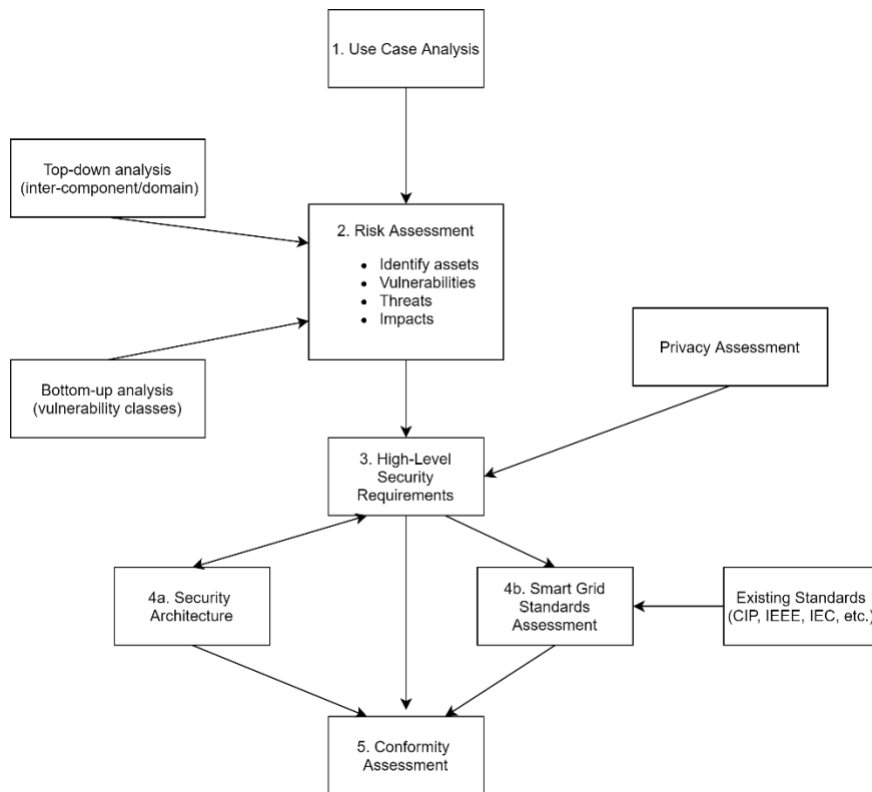 1. Use Case Analysis
Top-down analysis
(inter-component/domain)
2. Risk Assessment
• Identify assets
• Vulnerabilities
• Threats
• Impacts
Privacy Assessment
Bottom-up analysis
(vulnerability classes)
3. High-Level
Security
Requirements
4a. Security
Architecture
4b. Smart Grid
Standards
Assessment
Existing Standards
(CIP, IEEE, IEC, etc.)
5. Conformity
Assessment